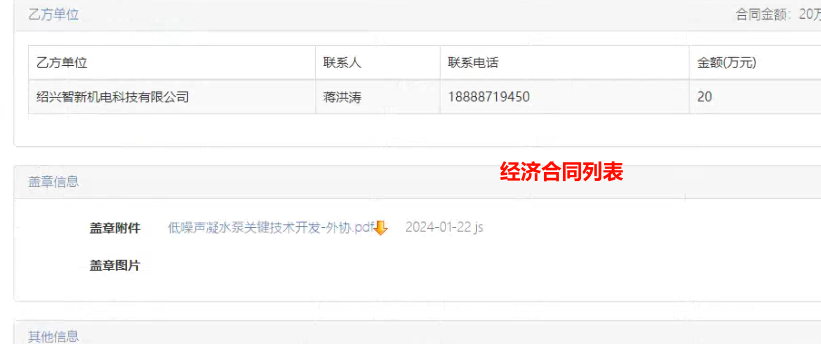 乙方单位 合同金额：20万
乙方单位 联系人 联系电话 金额(万元)
绍兴智新机电科技有限公司 蒋洪涛 18888719450 20
经济合同列表
盖章信息
盖章附件 低噪声凝水泵关键技术开发-外协.pdf 2024-01-22 js
盖章图片
其他信息